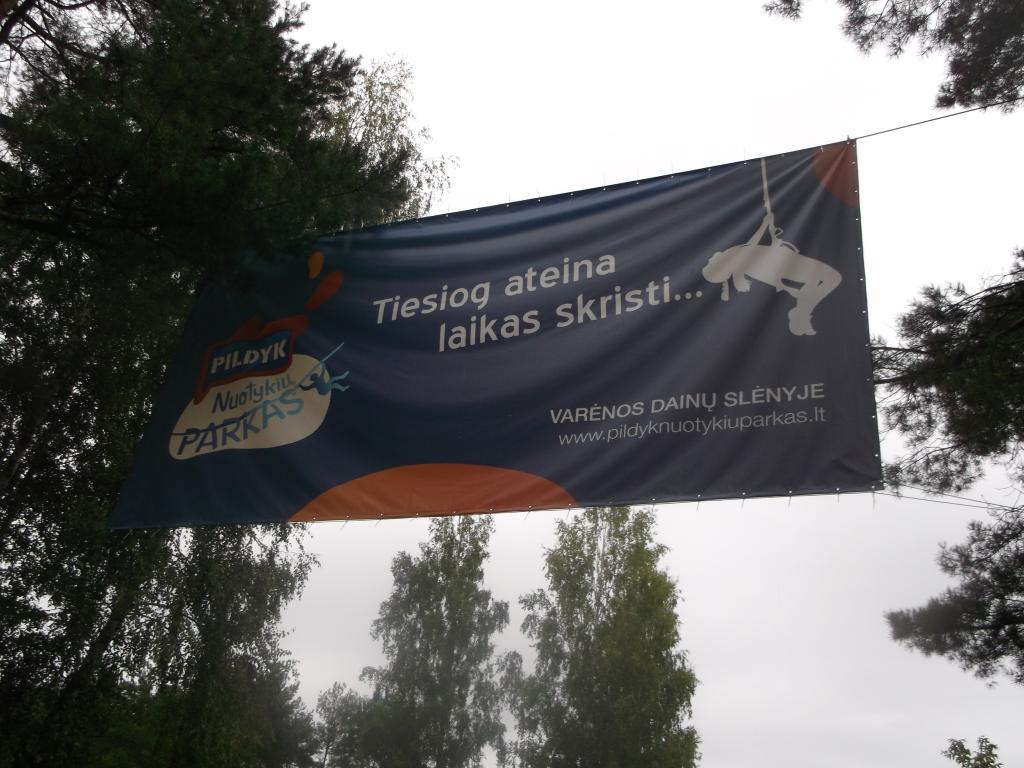 Tiesiog ateina
laikas skristi...
PILDYK
Nuotykių
PARKAS
VARĖNOS DAINŲ SLĖNYJE
www.pildyknuotykiuparkas.lt